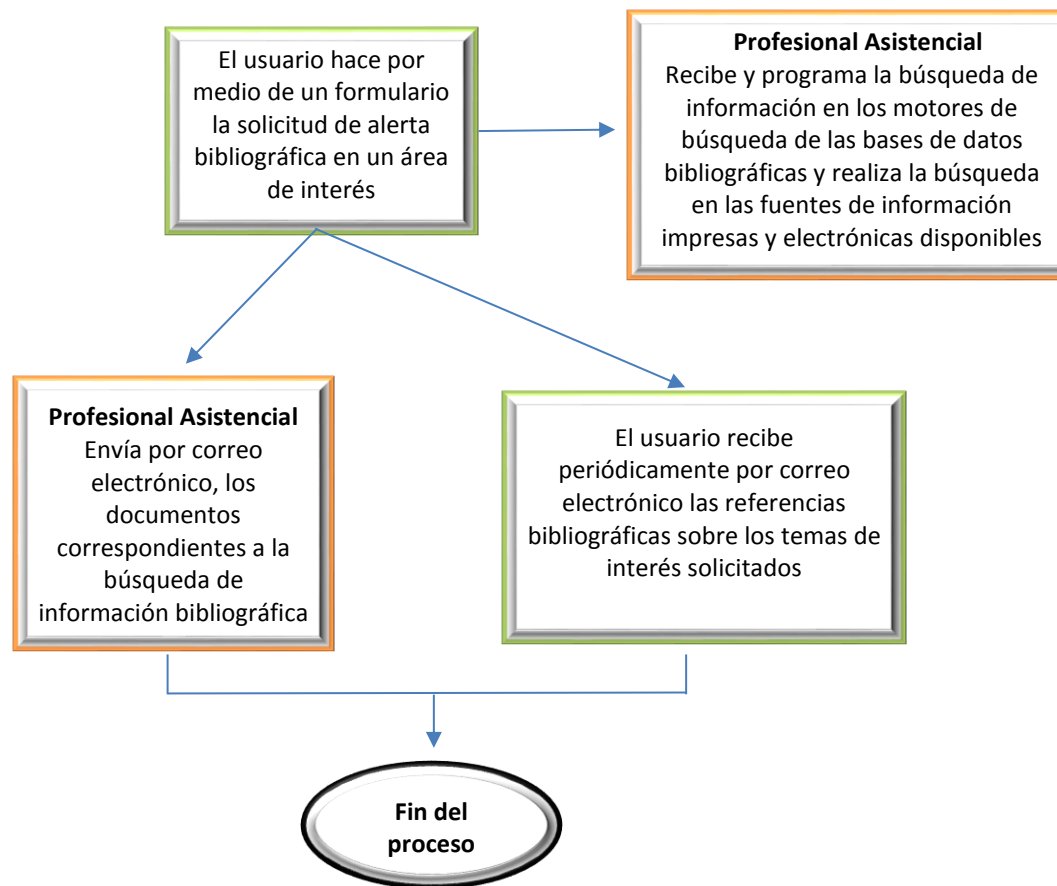 El usuario hace por
medio de un formulario
la solicitud de alerta
bibliográfica en un área
de interés
Profesional Asistencial
Recibe y programa la búsqueda de
información en los motores de
búsqueda de las bases de datos
bibliográficas y realiza la búsqueda
en las fuentes de información
impresas y electrónicas disponibles
Profesional Asistencial
Envía por correo
electrónico, los
documentos
correspondientes a la
búsqueda de
información bibliográfica
El usuario recibe
periódicamente por correo
electrónico las referencias
bibliográficas sobre los temas de
interés solicitados
Fin del
proceso